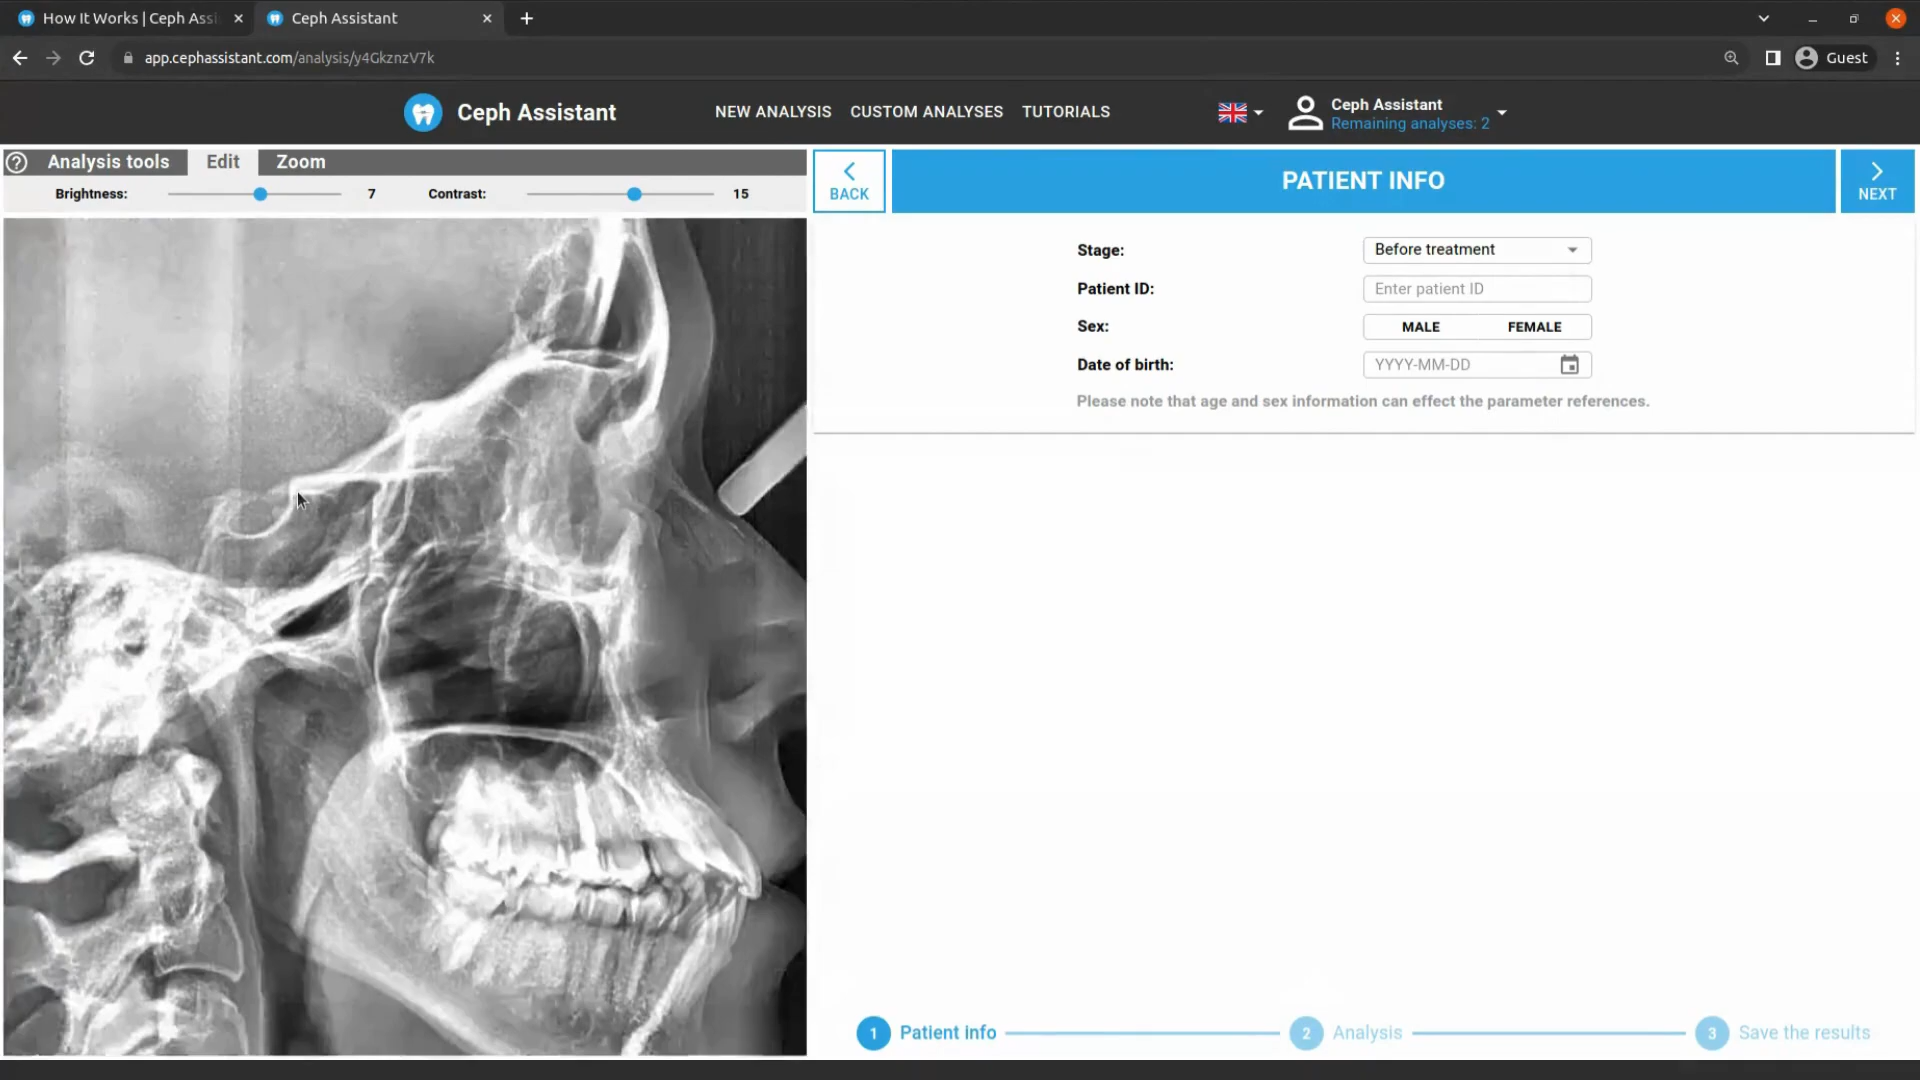 How It Works | Ceph Assi
Ceph Assistant
app.cephassistant.com/analysis/y4GkznzV7k
Guest
Ceph Assistant
NEW ANALYSIS
CUSTOM ANALYSES
TUTORIALS
Ceph Assistant
Remaining analyses: 2
Analysis tools
Edit
Zoom
Brightness:
7
Contrast:
15
BACK
PATIENT INFO
NEXT
Stage:
Before treatment
Patient ID:
Enter patient ID
Sex:
MALE
FEMALE
Date of birth:
YYYY-MM-DD
Please note that age and sex information can effect the parameter references.
1 Patient info
2 Analysis
3 Save the results